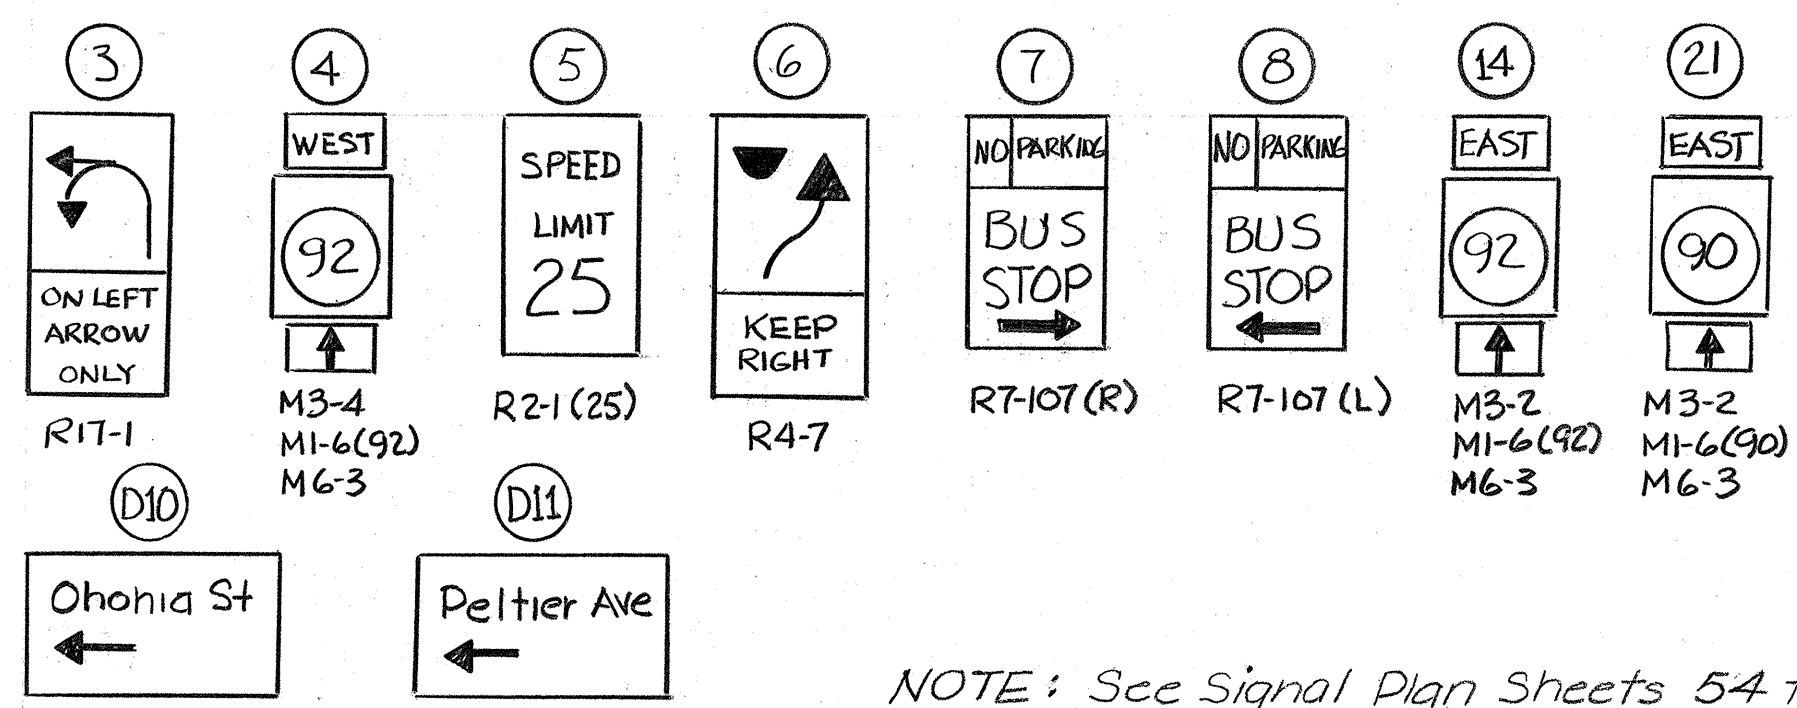 3
4
5
6
7
8
14
21
ON LEFT
ARROW
ONLY
R17-1
WEST
92
M3-4
M1-6(92)
M6-3
SPEED
LIMIT
25
R2-1(25)
KEEP
RIGHT
R4-7
NO PARKING
BUS
STOP
R7-107(R)
NO PARKING
BUS
STOP
R7-107(L)
EAST
92
M3-2
M1-6(92)
M6-3
EAST
90
M3-2
M1-6(90)
M6-3
D10
Ohohia St
D11
Peltier Ave
NOTE: See Signal Plan Sheets 54